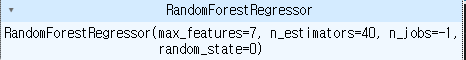 RandomForestRegressor
RandomForestRegressor(max_features=7, n_estimators=40, n_jobs=-1,
random_state=0)